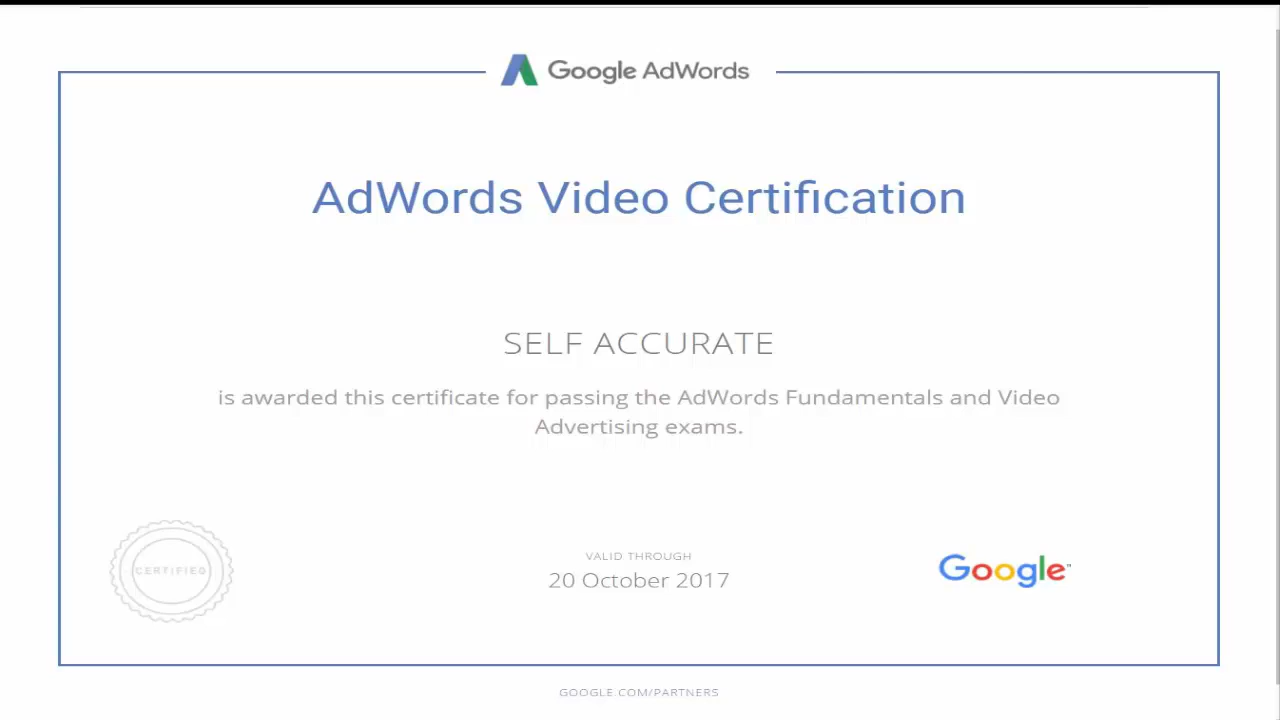 Google AdWords
AdWords Video Certification
SELF ACCURATE
is awarded this certificate for passing the AdWords Fundamentals and Video
Advertising exams.
CERTIFIED
VALID THROUGH
20 October 2017
Google™
GOOGLE.COM/PARTNERS